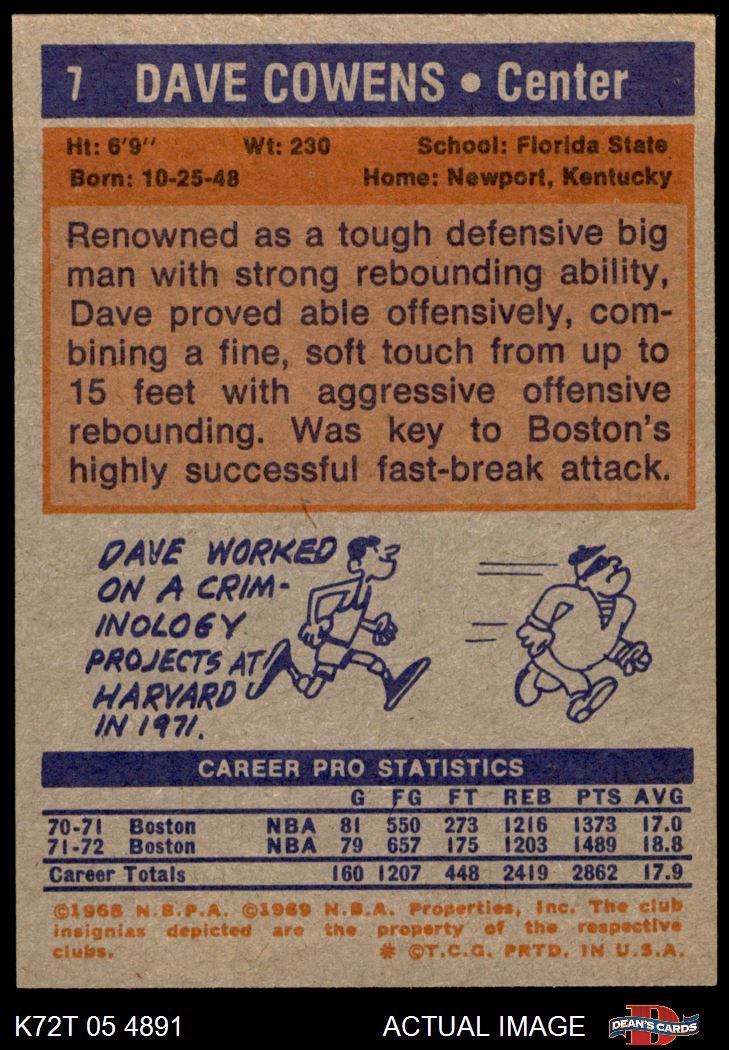 7 DAVE COWENS • Center
Ht: 6'9'' Wt: 230 School: Florida State
Born: 10-25-48 Home: Newport, Kentucky
Renowned as a tough defensive big
man with strong rebounding ability,
Dave proved able offensively, com-
bining a fine, soft touch from up to
15 feet with aggressive offensive
rebounding. Was key to Boston's
highly successful fast-break attack.
DAVE WORKED
ON A CRIM-
INOLOGY
PROJECTS AT
HARVARD
IN 1971.
CAREER PRO STATISTICS
G FG FT REB PTS AVG
70-71 Boston NBA 81 550 273 1216 1373 17.0
71-72 Boston NBA 79 657 175 1203 1489 18.8
Career Totals 160 1207 448 2419 2862 17.9
©1968 N.B.P.A. ©1969 N.B.A. Properties, Inc. The club
insignias depicted are the property of the respective
clubs. * ©T.C.G. PRTD. IN U.S.A.
K72T 05 4891 ACTUAL IMAGE DEAN'S CARDS